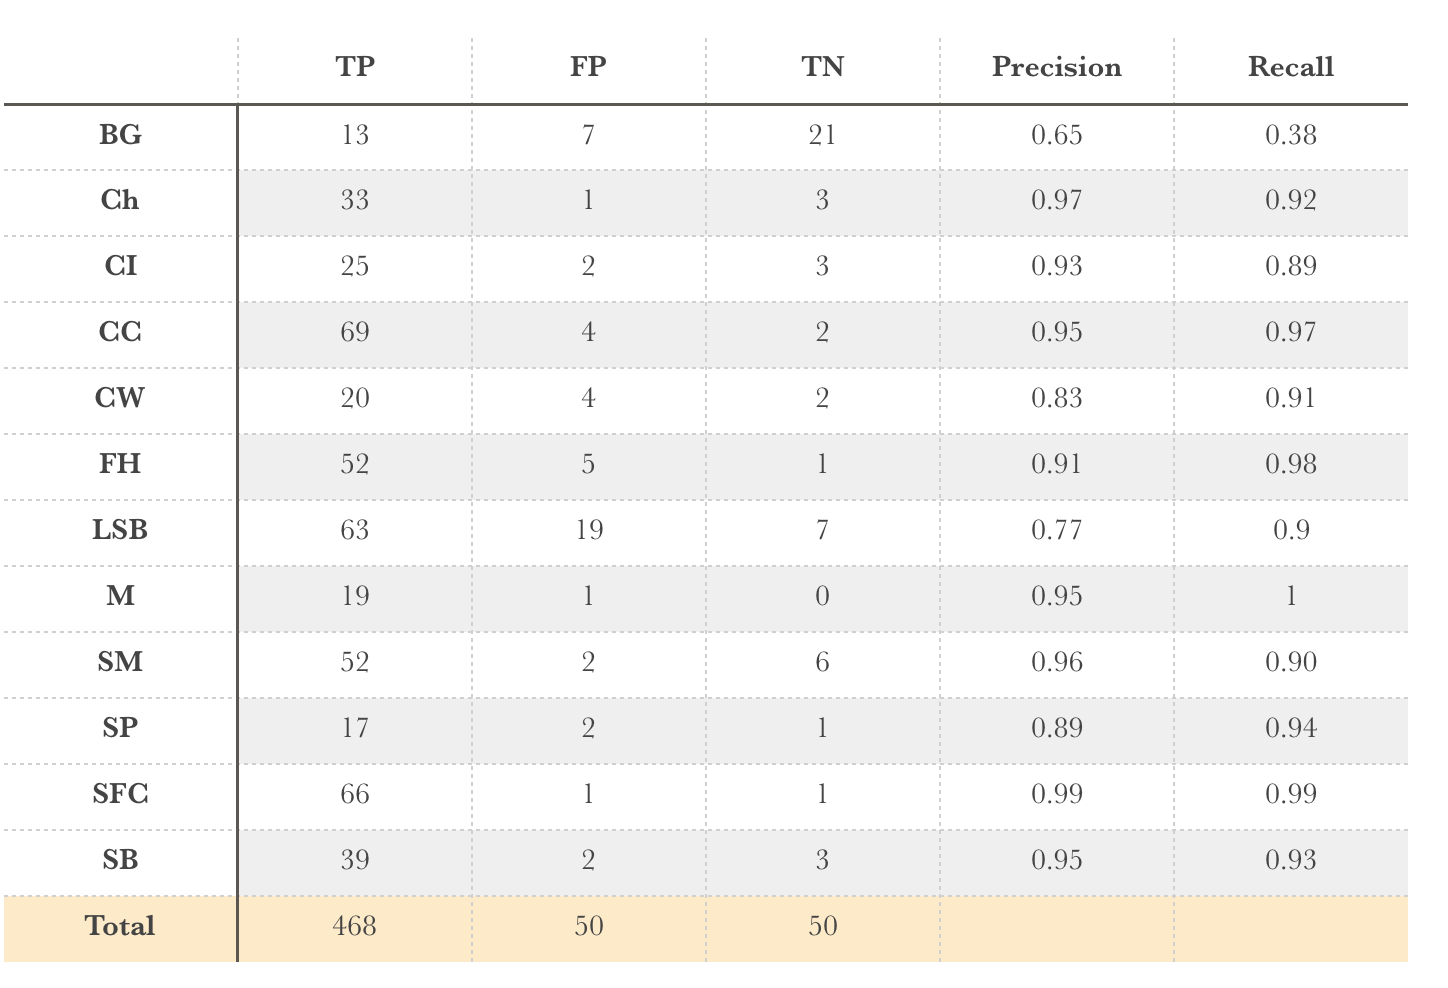 TP FP TN Precision Recall
BG 13 7 21 0.65 0.38
Ch 33 1 3 0.97 0.92
CI 25 2 3 0.93 0.89
CC 69 4 2 0.95 0.97
CW 20 4 2 0.83 0.91
FH 52 5 1 0.91 0.98
LSB 63 19 7 0.77 0.9
M 19 1 0 0.95 1
SM 52 2 6 0.96 0.90
SP 17 2 1 0.89 0.94
SFC 66 1 1 0.99 0.99
SB 39 2 3 0.95 0.93
Total 468 50 50